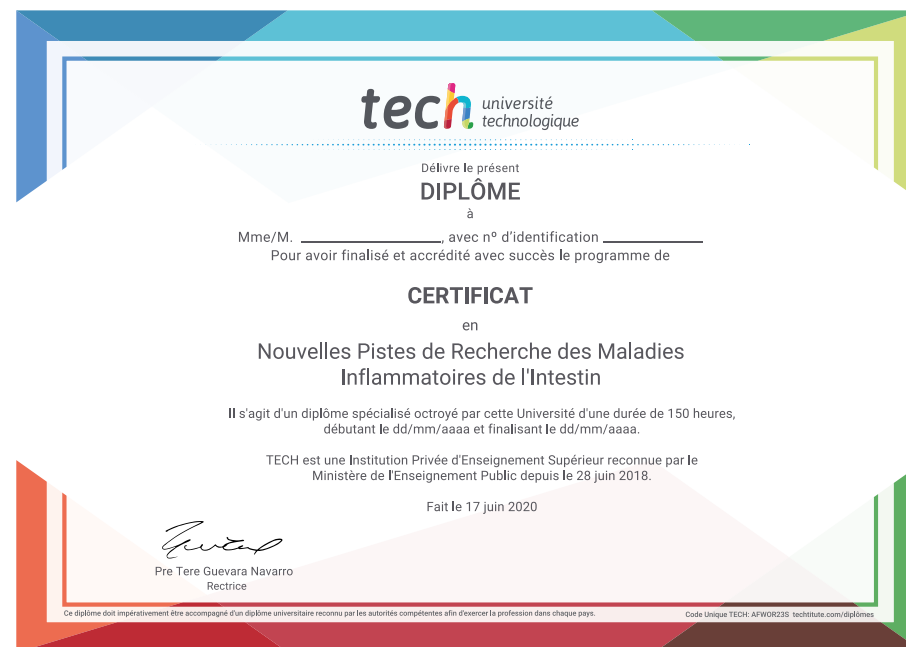 tech université
technologique
Délivre le présent
DIPLÔME
à
Mme/M. ____________________, avec nº d'identification ______________
Pour avoir finalisé et accrédité avec succès le programme de
CERTIFICAT
en
Nouvelles Pistes de Recherche des Maladies
Inflammatoires de l'Intestin
Il s'agit d'un diplôme spécialisé octroyé par cette Université d'une durée de 150 heures,
débutant le dd/mm/aaaa et finalisant le dd/mm/aaaa.
TECH est une Institution Privée d'Enseignement Supérieur reconnue par le
Ministère de l'Enseignement Public depuis le 28 juin 2018.
Fait le 17 juin 2020
Pre Tere Guevara Navarro
Rectrice
Ce diplôme doit impérativement être accompagné d'un diplôme universitaire reconnu par les autorités compétentes afin d'exercer la profession dans chaque pays.
Code Unique TECH: AFWOR23S techtitute.com/diplômes